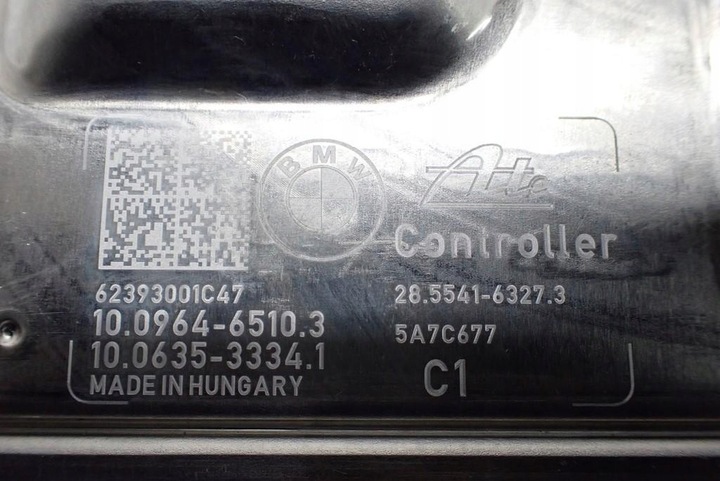 BMW
Ate
Controller
62393001C47
10.0964-6510.3
10.0635-3334.1
MADE IN HUNGARY
28.5541-6327.3
5A7C677
C1